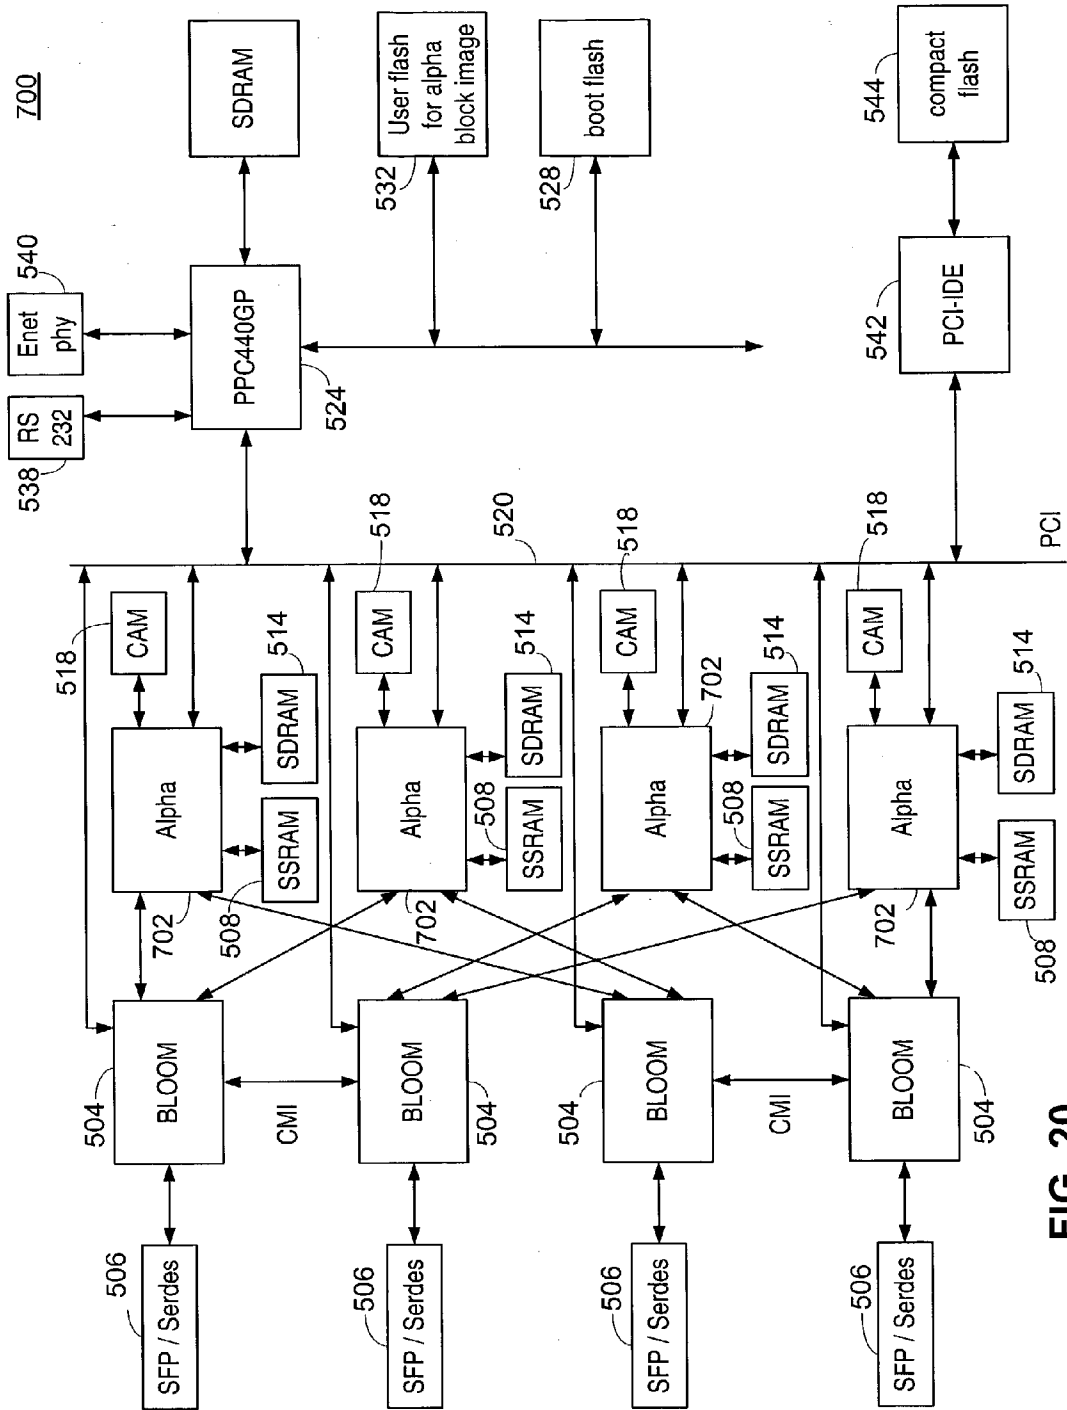 700
SDRAM
User flash
for alpha
block image
532
boot flash
528
544
compact
flash
Enet
phy
540
RS
232
538
PPC440GP
524
542
PCI-IDE
518
CAM
518
CAM
520
518
CAM
518
CAM
PCI
Alpha
SDRAM
514
SSRAM
508
702
Alpha
SDRAM
514
508
SSRAM
702
Alpha
702
SDRAM
514
508
SSRAM
Alpha
702
SDRAM
514
SSRAM
508
504
BLOOM
CMI
BLOOM
504
504
BLOOM
CMI
BLOOM
504
506
SFP / Serdes
506
SFP / Serdes
506
SFP / Serdes
506
SFP / Serdes
FIG. 20